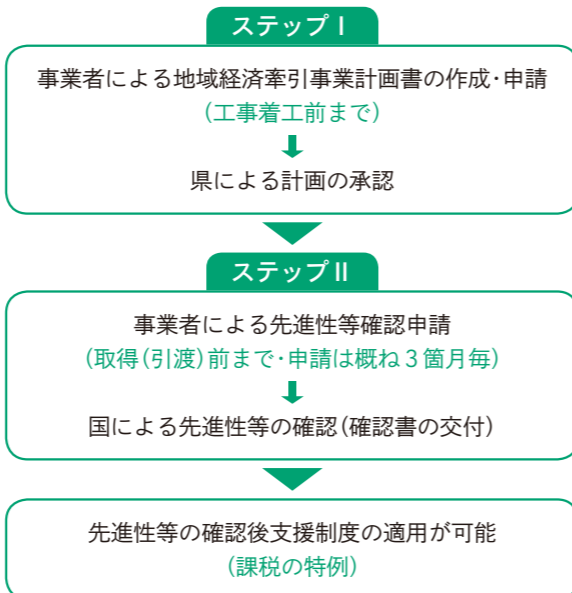 ステップⅠ
事業者による地域経済牽引事業計画書の作成・申請
(工事着工前まで)
県による計画の承認
ステップⅡ
事業者による先進性等確認申請
(取得(引渡)前まで・申請は概ね3箇月毎)
国による先進性等の確認(確認書の交付)
先進性等の確認後支援制度の適用が可能
(課税の特例)